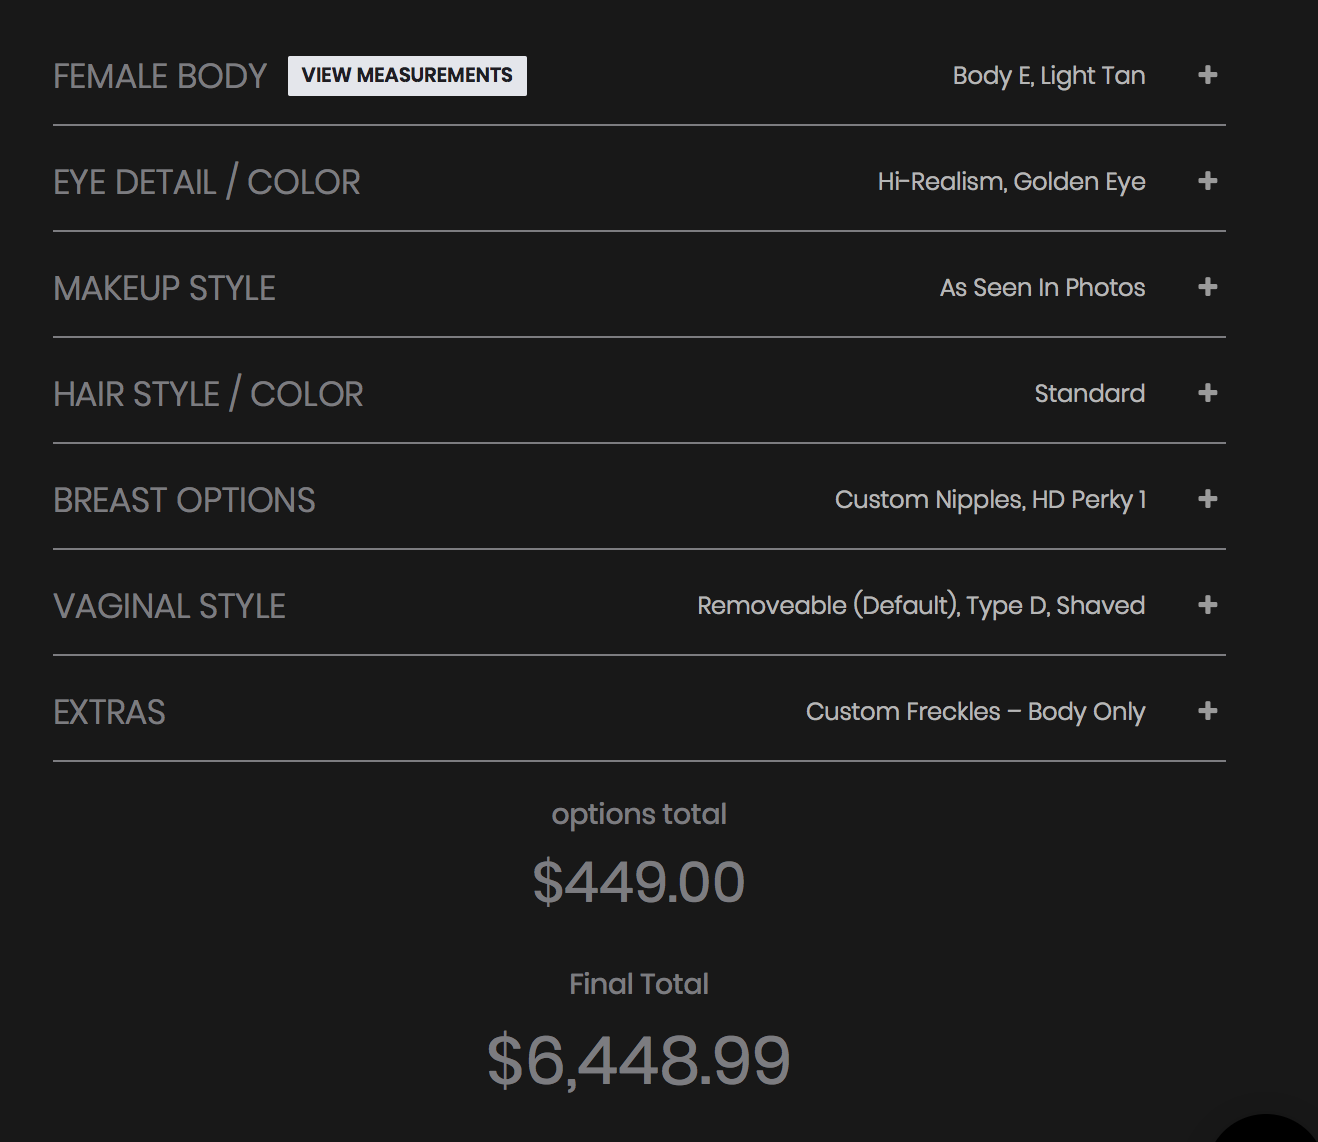 FEMALE BODY VIEW MEASUREMENTS Body E, Light Tan +
EYE DETAIL / COLOR Hi-Realism, Golden Eye +
MAKEUP STYLE As Seen In Photos +
HAIR STYLE / COLOR Standard +
BREAST OPTIONS Custom Nipples, HD Perky 1 +
VAGINAL STYLE Removeable (Default), Type D, Shaved +
EXTRAS Custom Freckles – Body Only +
options total
$449.00
Final Total
$6,448.99